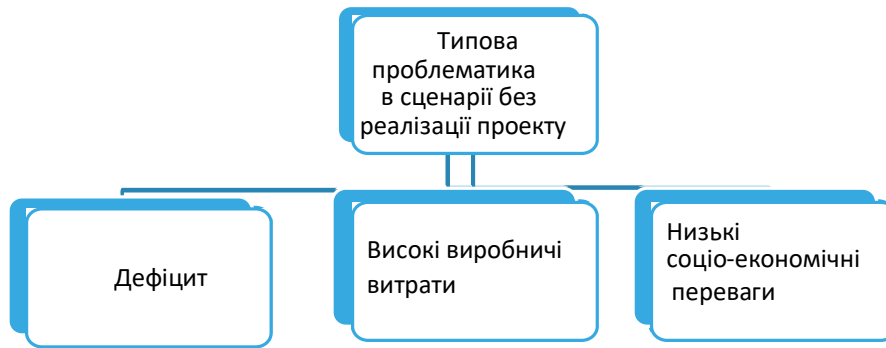 Типова
проблематика
в сценарії без
реалізації проекту
Дефіцит
Високі виробничі
витрати
Низькі
соціо-економічні
переваги